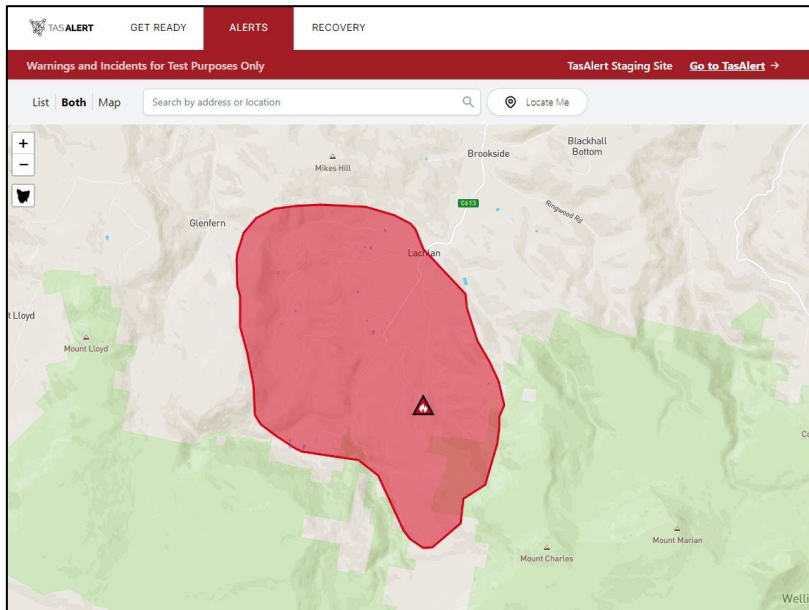 TASALERT
GET READY
ALERTS
RECOVERY
Warnings and Incidents for Test Purposes Only
TasAlert Staging Site
Go to TasAlert →
List
Both
Map
Search by address or location
Locate Me
+
−
Mikes Hill
Brookside
Blackhall
Bottom
C613
Ringwood Rd
Glenfern
Lachlan
t Lloyd
Mount Lloyd
Mount Marian
Mount Charles
Co
Welli